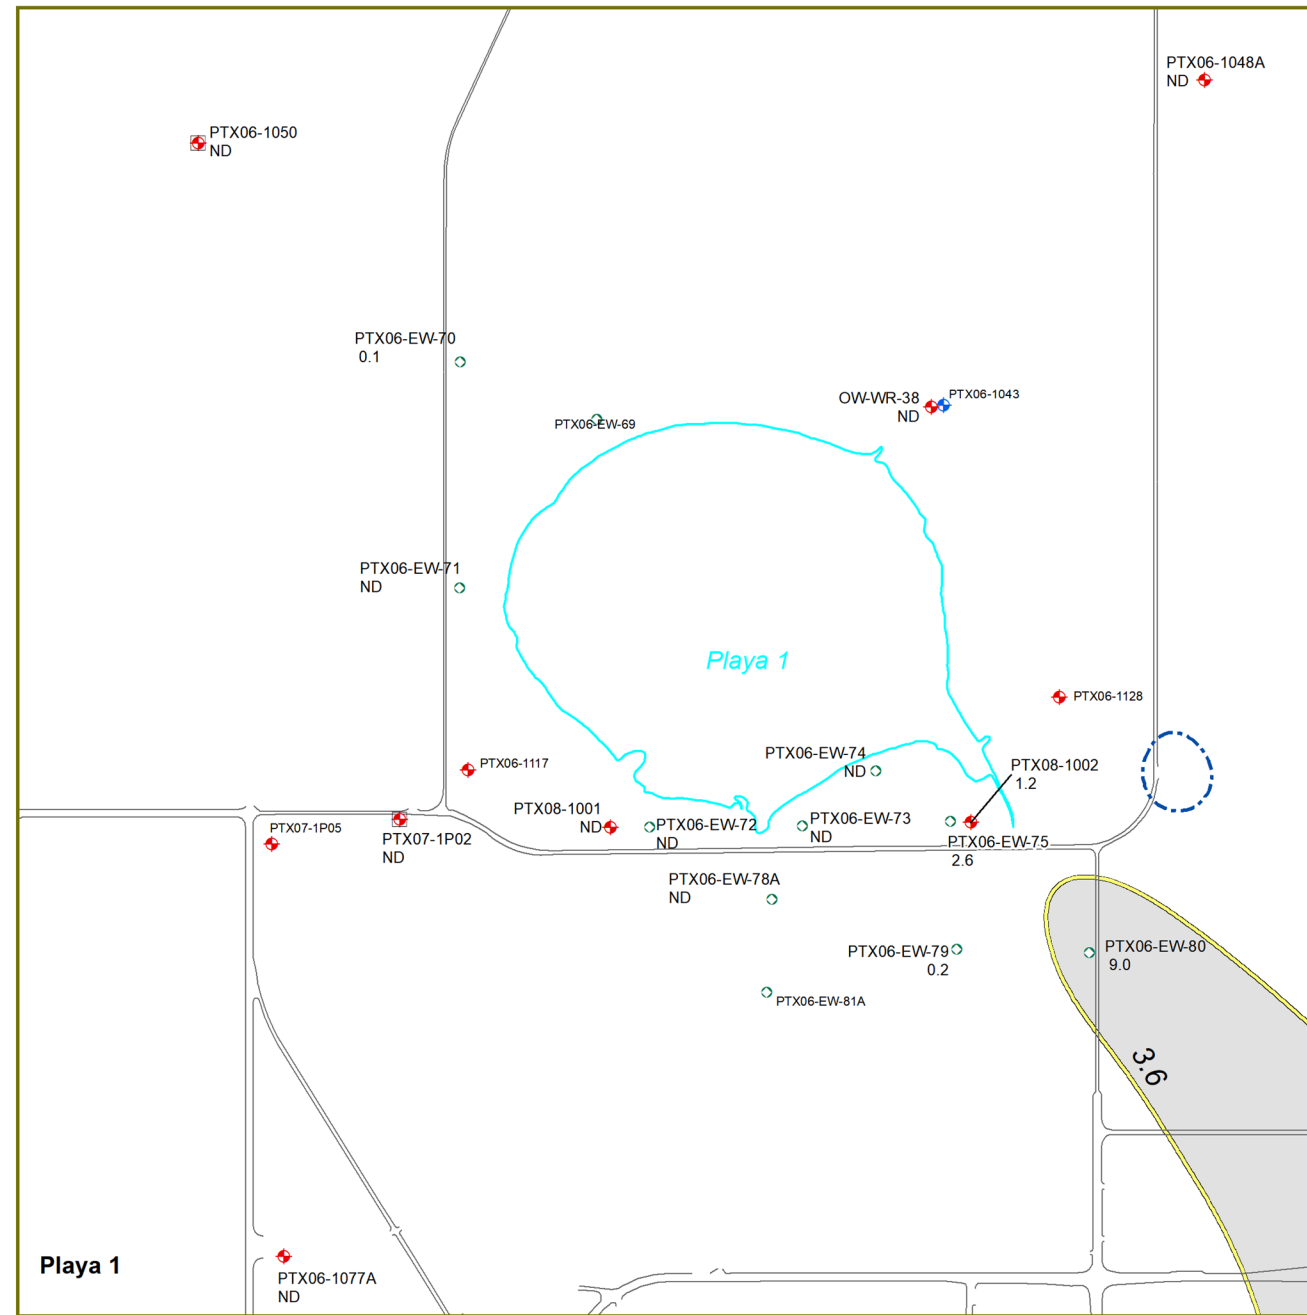 PTX06-1048A
ND
PTX06-1050
ND
PTX06-EW-70
0.1
OW-WR-38
ND
PTX06-1043
PTX06-EW-69
PTX06-EW-71
ND
Playa 1
PTX06-1128
PTX06-EW-74
ND
PTX06-1117
PTX08-1002
1.2
PTX08-1001
ND
PTX06-EW-72
ND
PTX06-EW-73
ND
PTX07-1P05
PTX07-1P02
ND
PTX06-EW-75
2.6
PTX06-EW-78A
ND
PTX06-EW-79
0.2
PTX06-EW-80
9.0
PTX06-EW-81A
3.6
Playa 1
PTX06-1077A
ND